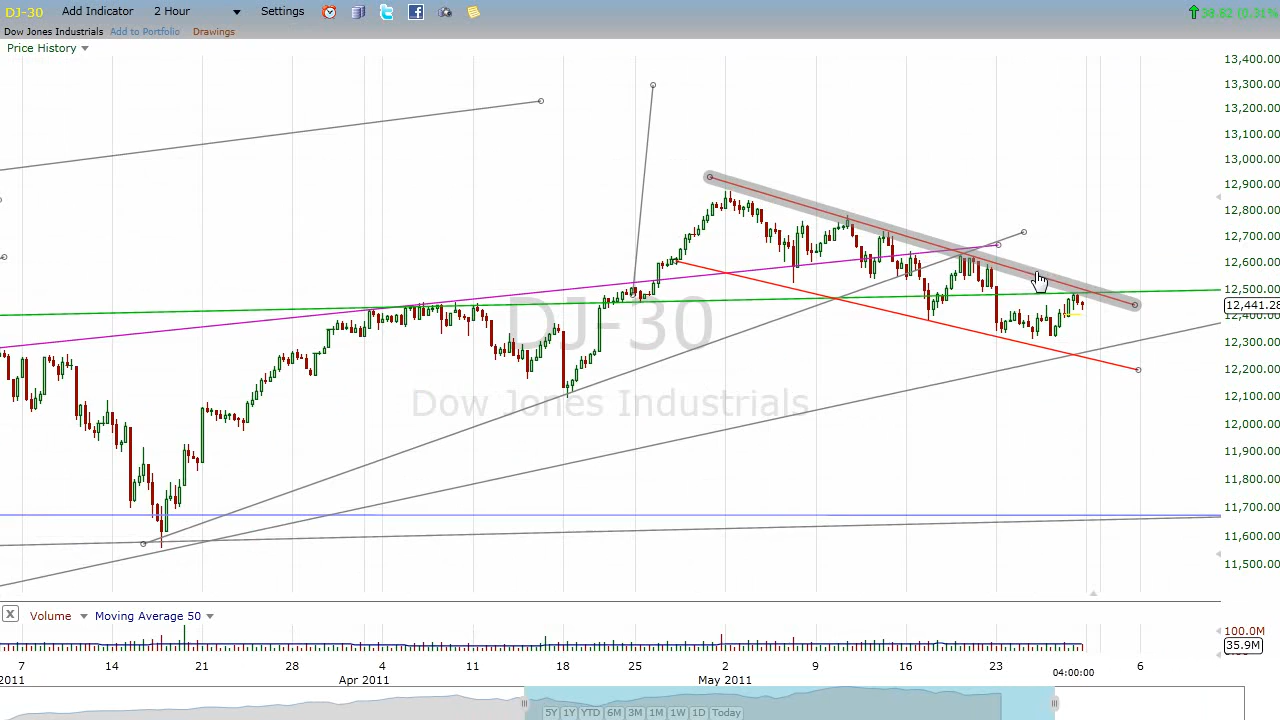 DJ-30 Add Indicator 2 Hour Settings 38.82 (0.31%
Dow Jones Industrials Add to Portfolio Drawings
Price History
13,400.00
13,300.00
13,200.00
13,100.00
13,000.00
12,900.00
12,800.00
12,700.00
12,600.00
12,500.00
12,441.28
12,400.00
12,300.00
12,200.00
12,100.00
12,000.00
11,900.00
11,800.00
11,700.00
11,600.00
11,500.00
DJ-30
Dow Jones Industrials
X Volume Moving Average 50
100.0M
35.9M
7 14 21 28 4 11 18 25 2 9 16 23 6
2011 Apr 2011 May 2011 04:00:00
5Y 1Y YTD 6M 3M 1M 1W 1D Today